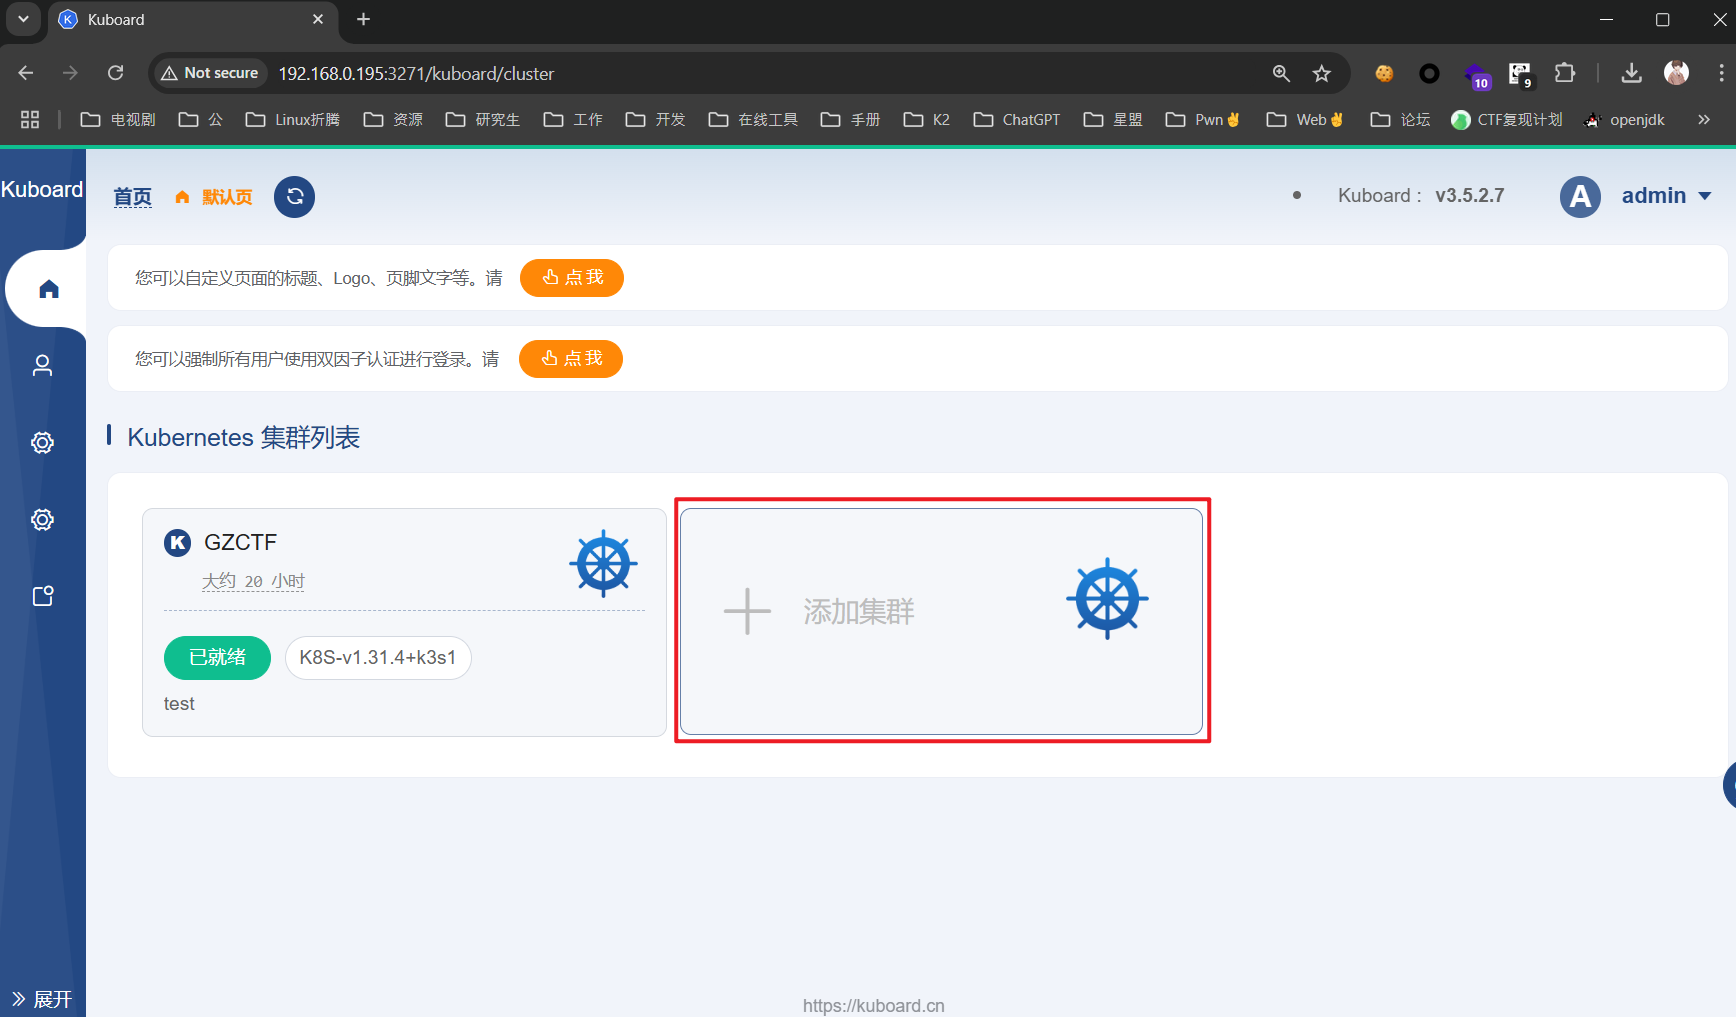 Kuboard
Not secure
192.168.0.195:3271/kuboard/cluster
10
9
电视剧
公
Linux折腾
资源
研究生
工作
开发
在线工具
手册
K2
ChatGPT
星盟
Pwn✌
Web✌
论坛
CTF复现计划
openjdk
Kuboard
首页
默认页
Kuboard : v3.5.2.7
A
admin
您可以自定义页面的标题、Logo、页脚文字等。请
点我
您可以强制所有用户使用双因子认证进行登录。请
点我
Kubernetes 集群列表
GZCTF
大约 20 小时
已就绪
K8S-v1.31.4+k3s1
test
添加集群
展开
https://kuboard.cn